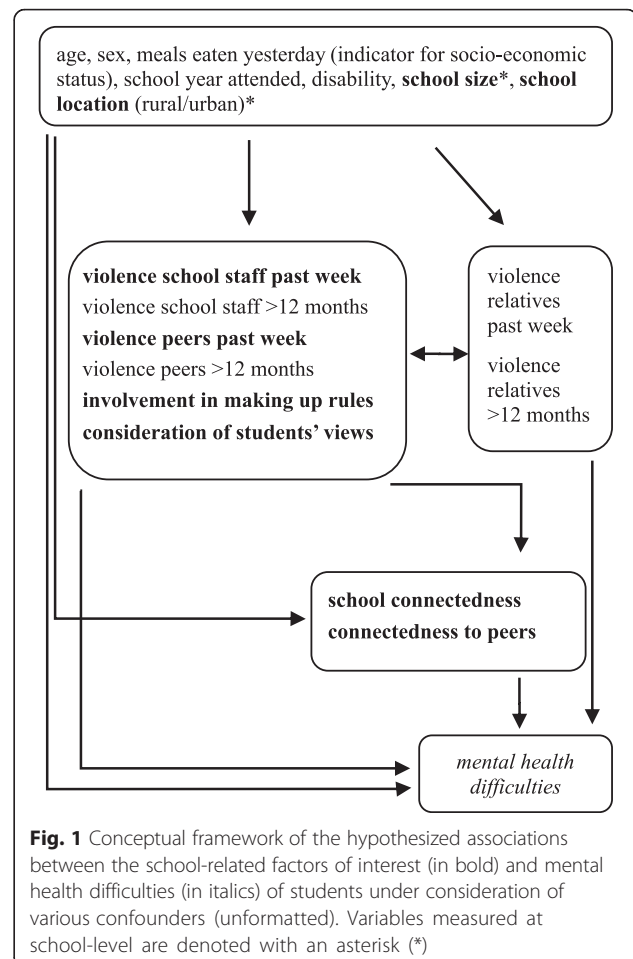 age, sex, meals eaten yesterday (indicator for socio-economic
status), school year attended, disability, school size*, school
location (rural/urban)*
violence school staff past week
violence school staff >12 months
violence peers past week
violence peers >12 months
involvement in making up rules
consideration of students' views
violence
relatives
past week
violence
relatives
>12 months
school connectedness
connectedness to peers
mental health
difficulties
Fig. 1 Conceptual framework of the hypothesized associations
between the school-related factors of interest (in bold) and mental
health difficulties (in italics) of students under consideration of
various confounders (unformatted). Variables measured at
school-level are denoted with an asterisk (*)